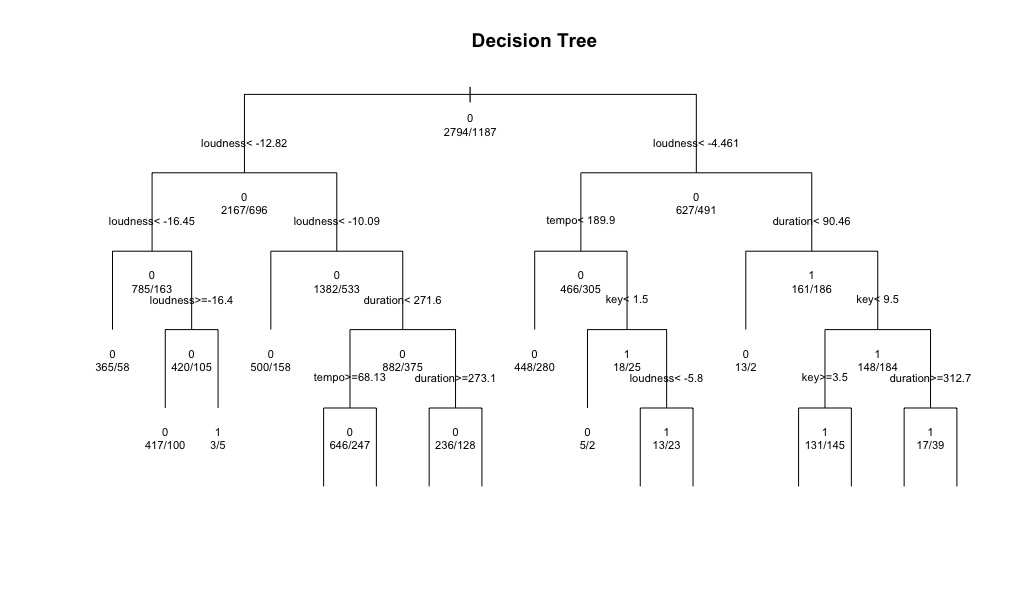 Decision Tree
0
2794/1187
loudness< -12.82
loudness< -4.461
0
2167/696
0
627/491
loudness< -16.45
loudness< -10.09
tempo< 189.9
duration< 90.46
0
785/163
0
1382/533
0
466/305
1
161/186
loudness>=-16.4
duration< 271.6
key< 1.5
key< 9.5
0
365/58
0
420/105
0
500/158
0
882/375
0
448/280
1
18/25
0
13/2
1
148/184
tempo>=68.13
duration>=273.1
loudness< -5.8
key>=3.5
duration>=312.7
0
417/100
1
3/5
0
646/247
0
236/128
0
5/2
1
13/23
1
131/145
1
17/39